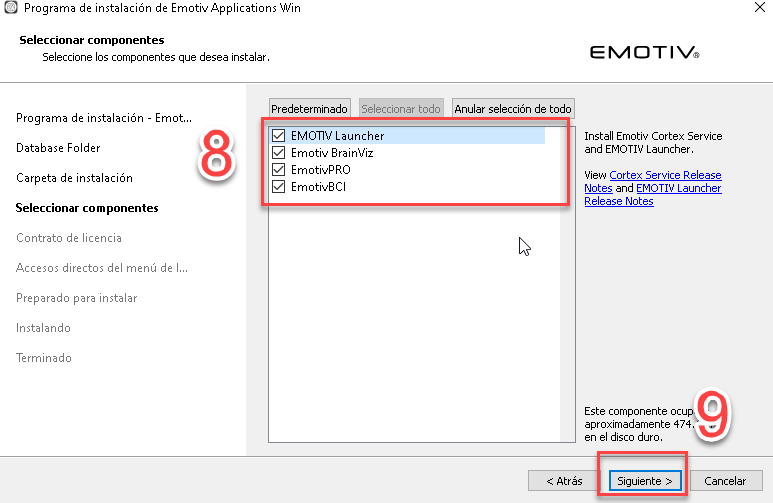 Programa de instalación de Emotiv Applications Win
Seleccionar componentes
Seleccione los componentes que desea instalar.
EMOTIV®
Programa de instalación - Emot...
Database Folder
Carpeta de instalación
Seleccionar componentes
Contrato de licencia
Accesos directos del menú de I...
Preparado para instalar
Instalando
Terminado
8
Predeterminado
Seleccionar todo
Anular selección de todo
EMOTIV Launcher
Emotiv BrainViz
EmotivPRO
EmotivBCI
Install Emotiv Cortex Service
and EMOTIV Launcher.
View Cortex Service Release
Notes and EMOTIV Launcher
Release Notes
Este componente
aproximadamente 474.
en el disco duro.
9
< Atrás
Siguiente >
Cancelar